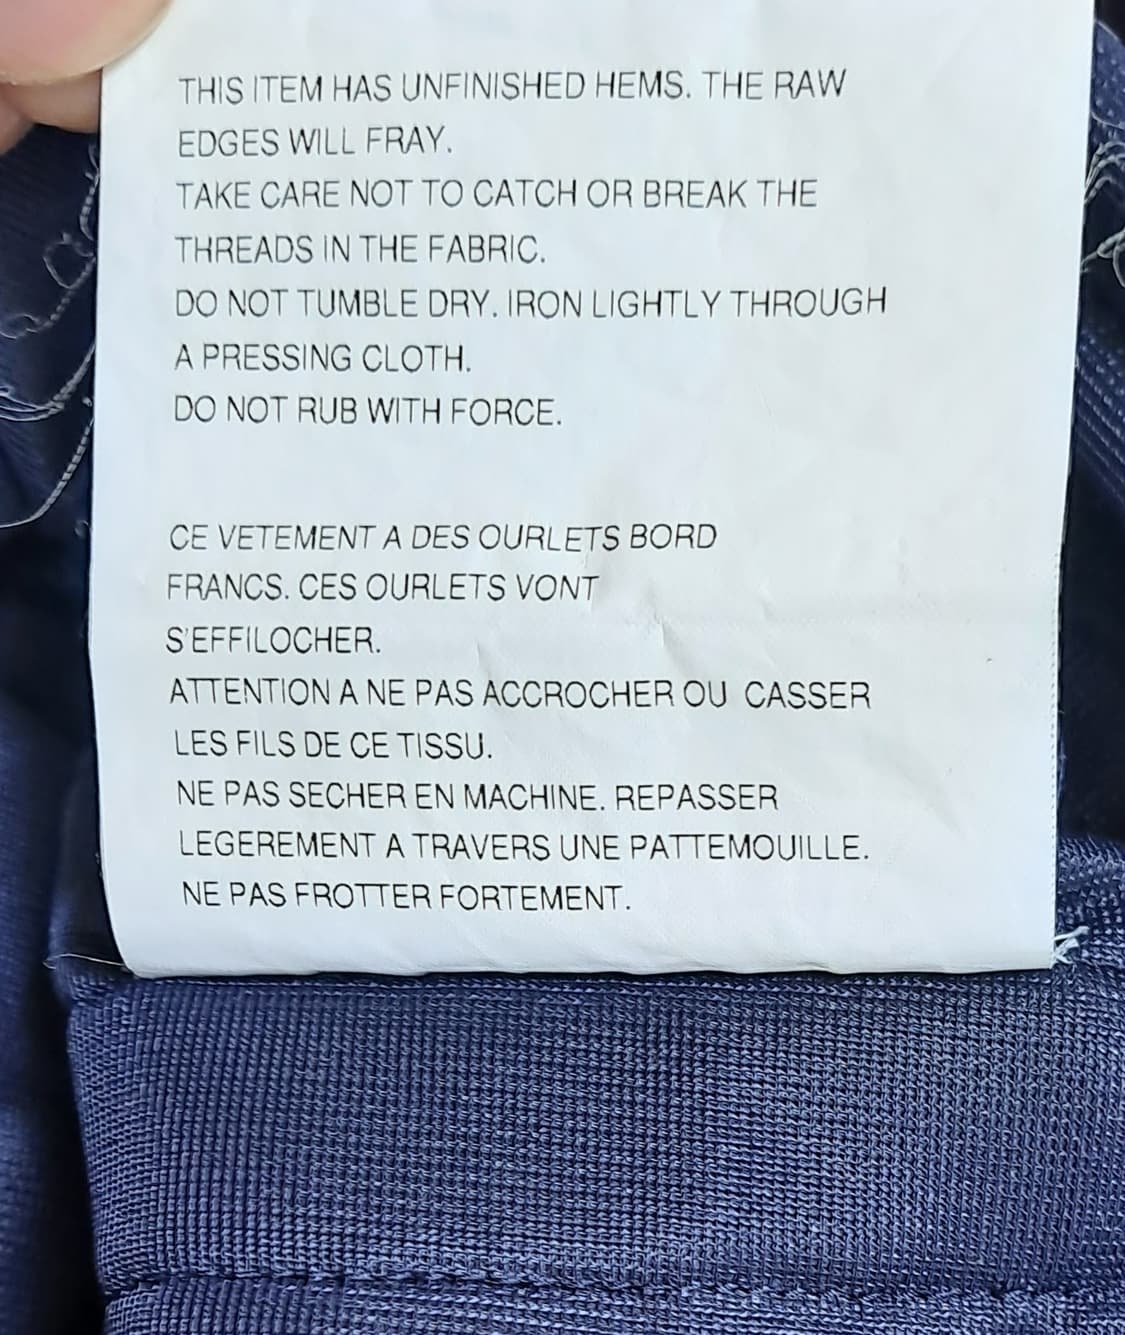 THIS ITEM HAS UNFINISHED HEMS. THE RAW
EDGES WILL FRAY.
TAKE CARE NOT TO CATCH OR BREAK THE
THREADS IN THE FABRIC.
DO NOT TUMBLE DRY. IRON LIGHTLY THROUGH
A PRESSING CLOTH.
DO NOT RUB WITH FORCE.
CE VETEMENT A DES OURLETS BORD
FRANCS. CES OURLETS VONT
S'EFFILOCHER.
ATTENTION A NE PAS ACCROCHER OU CASSER
LES FILS DE CE TISSU.
NE PAS SECHER EN MACHINE. REPASSER
LEGEREMENT A TRAVERS UNE PATTEMOUILLE.
NE PAS FROTTER FORTEMENT.